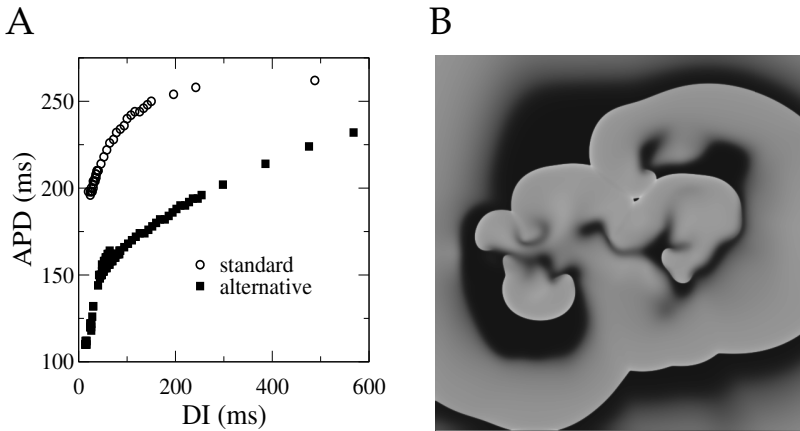 A
B
APD (ms)
250
200
150
100
standard
alternative
0
200
400
600
DI (ms)